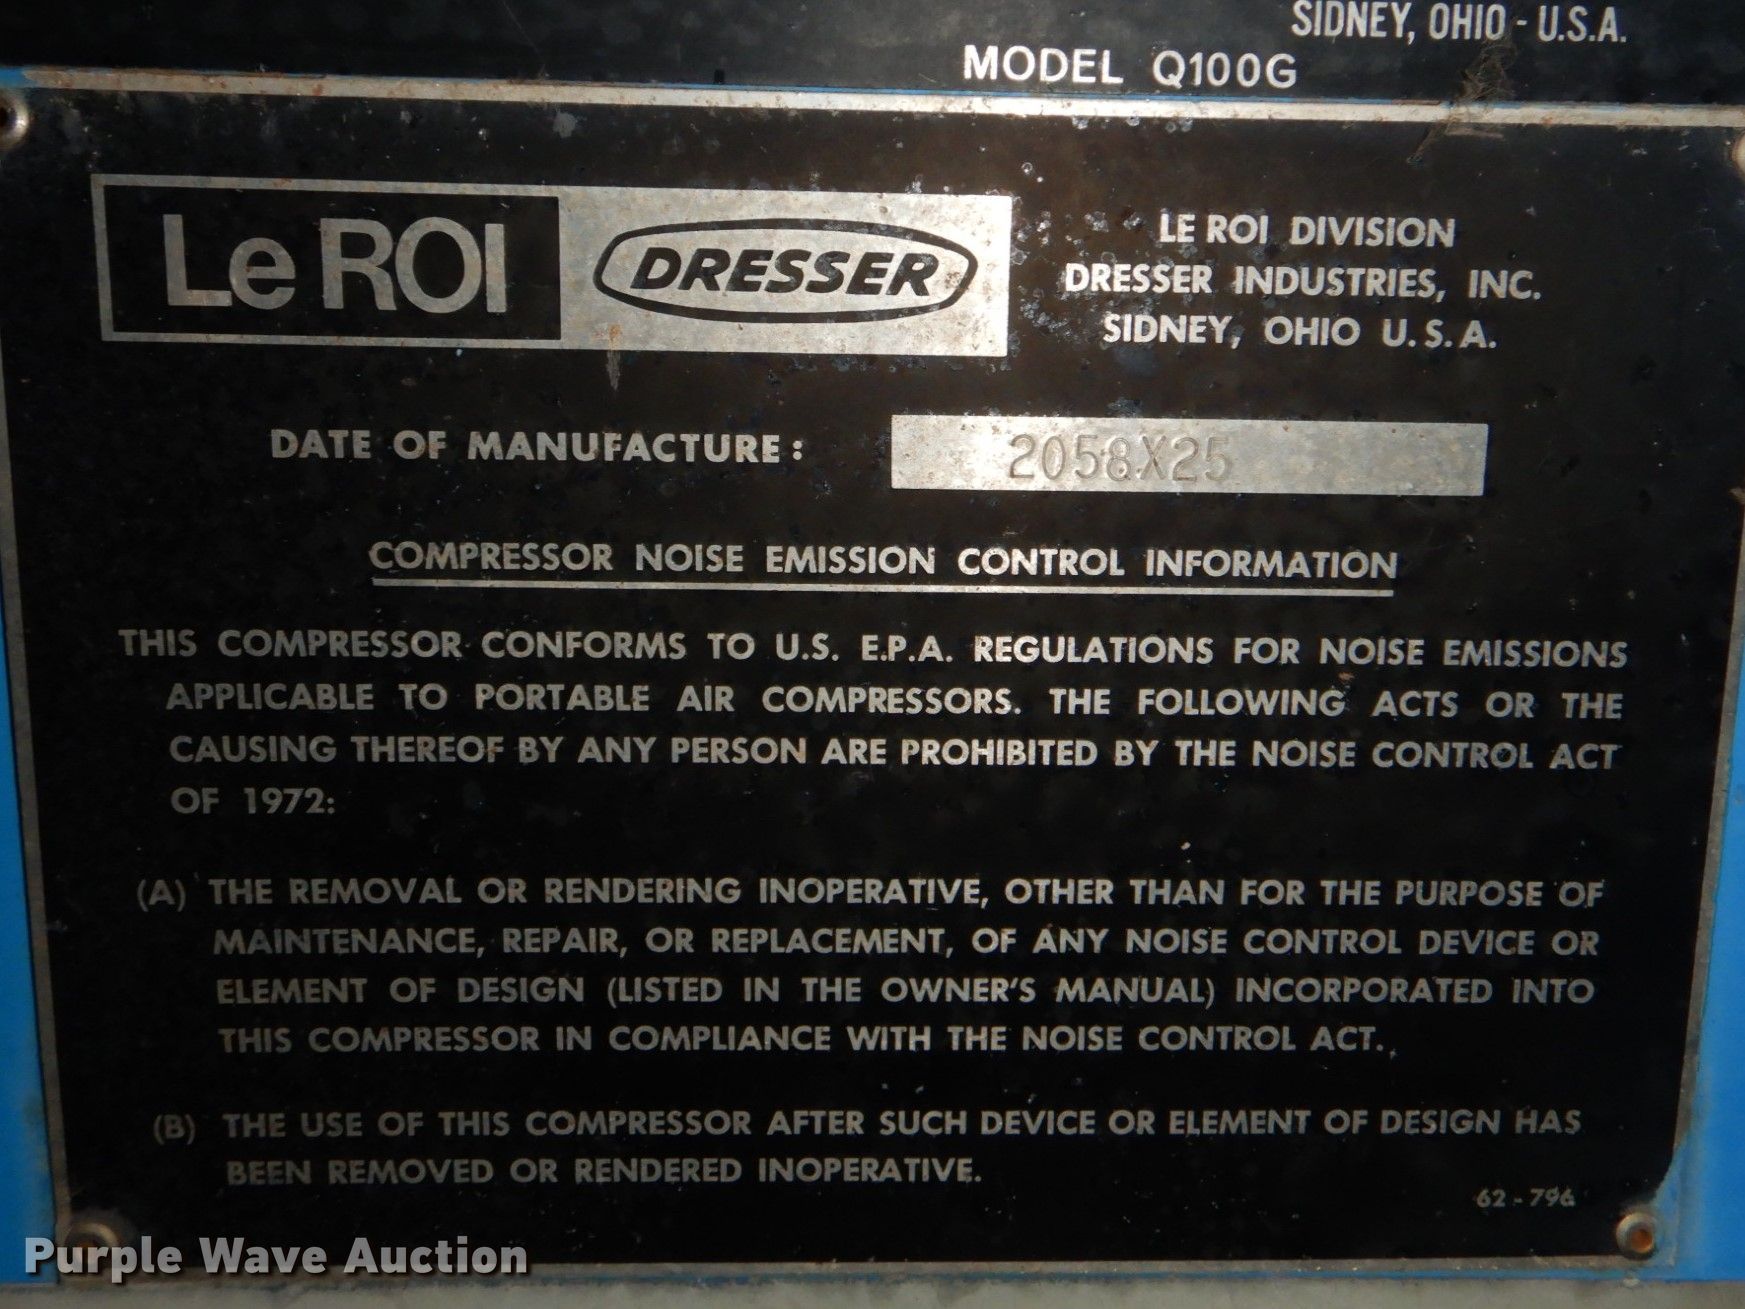 SIDNEY, OHIO - U.S.A.
MODEL Q100G
Le ROI DRESSER
LE ROI DIVISION
DRESSER INDUSTRIES, INC.
SIDNEY, OHIO U.S.A.
DATE OF MANUFACTURE: 2058X25
COMPRESSOR NOISE EMISSION CONTROL INFORMATION
THIS COMPRESSOR CONFORMS TO U.S. E.P.A. REGULATIONS FOR NOISE EMISSIONS
APPLICABLE TO PORTABLE AIR COMPRESSORS. THE FOLLOWING ACTS OR THE
CAUSING THEREOF BY ANY PERSON ARE PROHIBITED BY THE NOISE CONTROL ACT
OF 1972:
(A) THE REMOVAL OR RENDERING INOPERATIVE, OTHER THAN FOR THE PURPOSE OF
MAINTENANCE, REPAIR, OR REPLACEMENT, OF ANY NOISE CONTROL DEVICE OR
ELEMENT OF DESIGN (LISTED IN THE OWNER'S MANUAL) INCORPORATED INTO
THIS COMPRESSOR IN COMPLIANCE WITH THE NOISE CONTROL ACT.
(B) THE USE OF THIS COMPRESSOR AFTER SUCH DEVICE OR ELEMENT OF DESIGN HAS
BEEN REMOVED OR RENDERED INOPERATIVE.
62-796
Purple Wave Auction